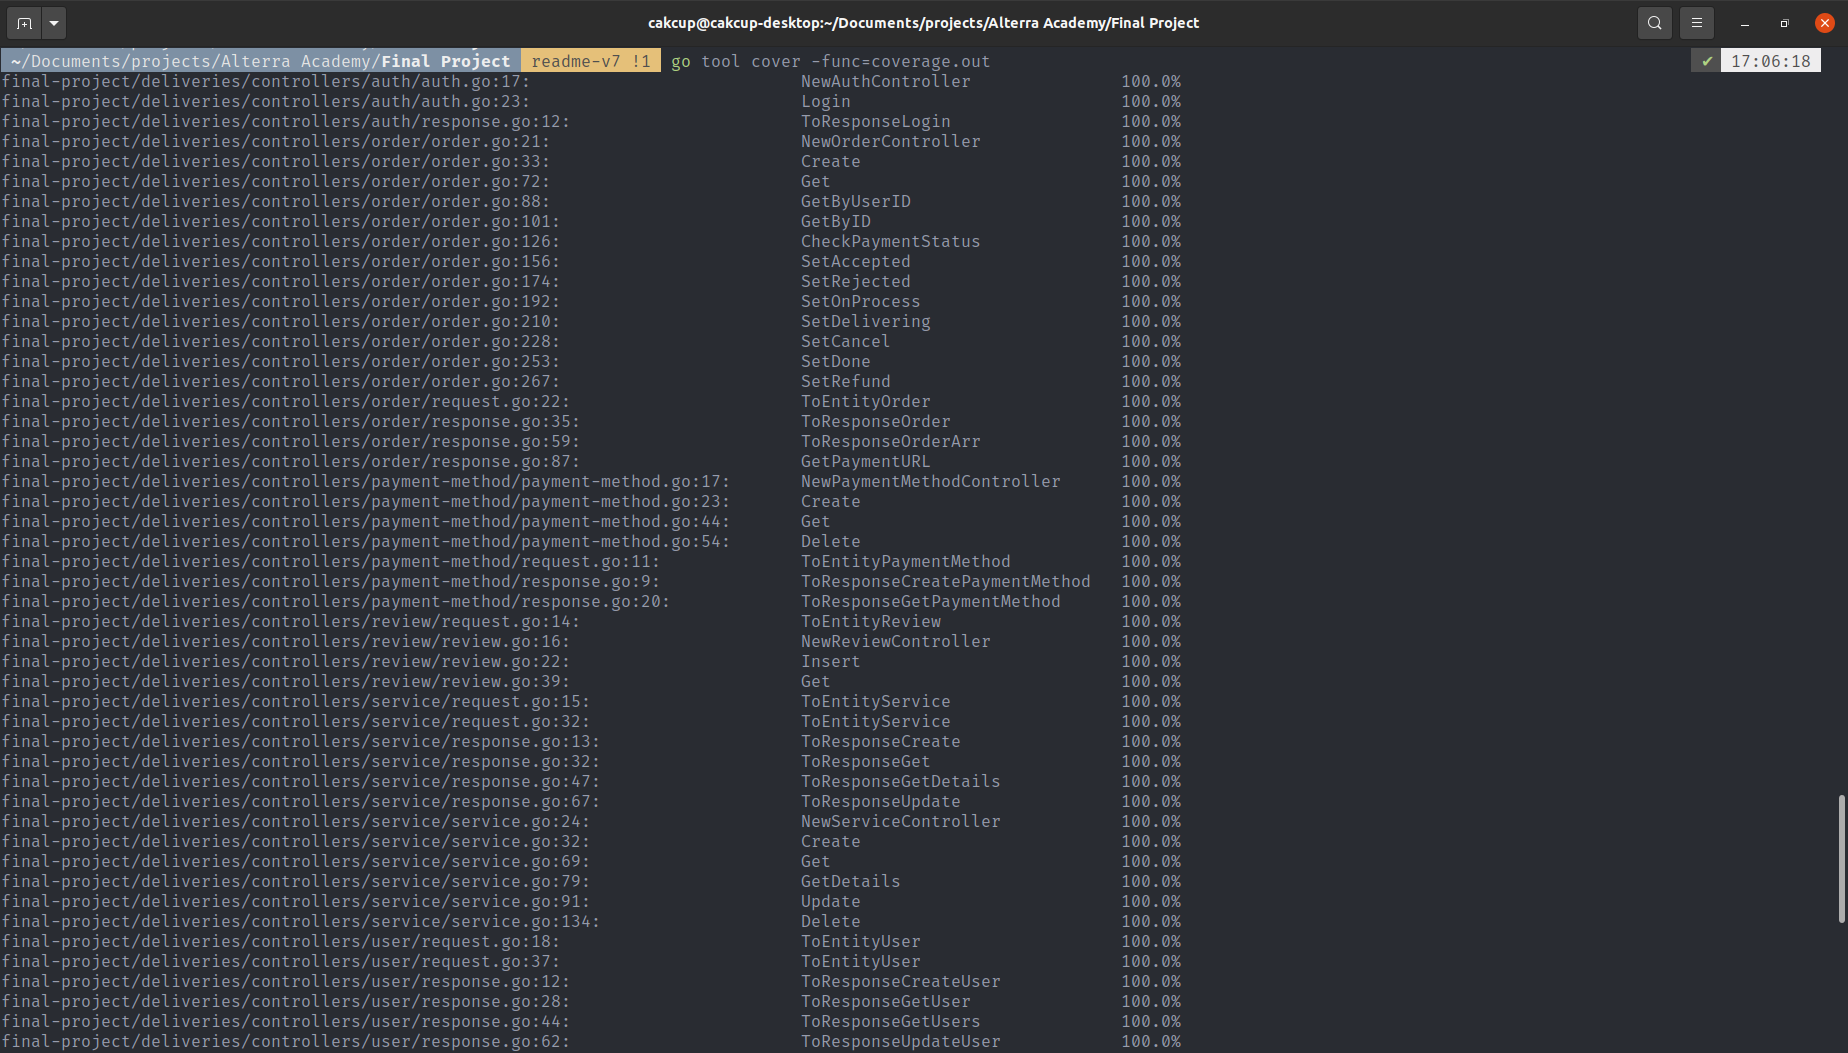 cakcup@cakcup-desktop:~/Documents/projects/Alterra Academy/Final Project
~/Documents/projects/Alterra Academy/Final Project readme-v7 !1 go tool cover -func=coverage.out ✔ 17:06:18
final-project/deliveries/controllers/auth/auth.go:17: NewAuthController 100.0%
final-project/deliveries/controllers/auth/auth.go:23: Login 100.0%
final-project/deliveries/controllers/auth/response.go:12: ToResponseLogin 100.0%
final-project/deliveries/controllers/order/order.go:21: NewOrderController 100.0%
final-project/deliveries/controllers/order/order.go:33: Create 100.0%
final-project/deliveries/controllers/order/order.go:72: Get 100.0%
final-project/deliveries/controllers/order/order.go:88: GetByUserID 100.0%
final-project/deliveries/controllers/order/order.go:101: GetByID 100.0%
final-project/deliveries/controllers/order/order.go:126: CheckPaymentStatus 100.0%
final-project/deliveries/controllers/order/order.go:156: SetAccepted 100.0%
final-project/deliveries/controllers/order/order.go:174: SetRejected 100.0%
final-project/deliveries/controllers/order/order.go:192: SetOnProcess 100.0%
final-project/deliveries/controllers/order/order.go:210: SetDelivering 100.0%
final-project/deliveries/controllers/order/order.go:228: SetCancel 100.0%
final-project/deliveries/controllers/order/order.go:253: SetDone 100.0%
final-project/deliveries/controllers/order/order.go:267: SetRefund 100.0%
final-project/deliveries/controllers/order/request.go:22: ToEntityOrder 100.0%
final-project/deliveries/controllers/order/response.go:35: ToResponseOrder 100.0%
final-project/deliveries/controllers/order/response.go:59: ToResponseOrderArr 100.0%
final-project/deliveries/controllers/order/response.go:87: GetPaymentURL 100.0%
final-project/deliveries/controllers/payment-method/payment-method.go:17: NewPaymentMethodController 100.0%
final-project/deliveries/controllers/payment-method/payment-method.go:23: Create 100.0%
final-project/deliveries/controllers/payment-method/payment-method.go:44: Get 100.0%
final-project/deliveries/controllers/payment-method/payment-method.go:54: Delete 100.0%
final-project/deliveries/controllers/payment-method/request.go:11: ToEntityPaymentMethod 100.0%
final-project/deliveries/controllers/payment-method/response.go:9: ToResponseCreatePaymentMethod 100.0%
final-project/deliveries/controllers/payment-method/response.go:20: ToResponseGetPaymentMethod 100.0%
final-project/deliveries/controllers/review/request.go:14: ToEntityReview 100.0%
final-project/deliveries/controllers/review/review.go:16: NewReviewController 100.0%
final-project/deliveries/controllers/review/review.go:22: Insert 100.0%
final-project/deliveries/controllers/review/review.go:39: Get 100.0%
final-project/deliveries/controllers/service/request.go:15: ToEntityService 100.0%
final-project/deliveries/controllers/service/request.go:32: ToEntityService 100.0%
final-project/deliveries/controllers/service/response.go:13: ToResponseCreate 100.0%
final-project/deliveries/controllers/service/response.go:32: ToResponseGet 100.0%
final-project/deliveries/controllers/service/response.go:47: ToResponseGetDetails 100.0%
final-project/deliveries/controllers/service/response.go:67: ToResponseUpdate 100.0%
final-project/deliveries/controllers/service/service.go:24: NewServiceController 100.0%
final-project/deliveries/controllers/service/service.go:32: Create 100.0%
final-project/deliveries/controllers/service/service.go:69: Get 100.0%
final-project/deliveries/controllers/service/service.go:79: GetDetails 100.0%
final-project/deliveries/controllers/service/service.go:91: Update 100.0%
final-project/deliveries/controllers/service/service.go:134: Delete 100.0%
final-project/deliveries/controllers/user/request.go:18: ToEntityUser 100.0%
final-project/deliveries/controllers/user/request.go:37: ToEntityUser 100.0%
final-project/deliveries/controllers/user/response.go:12: ToResponseCreateUser 100.0%
final-project/deliveries/controllers/user/response.go:28: ToResponseGetUser 100.0%
final-project/deliveries/controllers/user/response.go:44: ToResponseGetUsers 100.0%
final-project/deliveries/controllers/user/response.go:62: ToResponseUpdateUser 100.0%